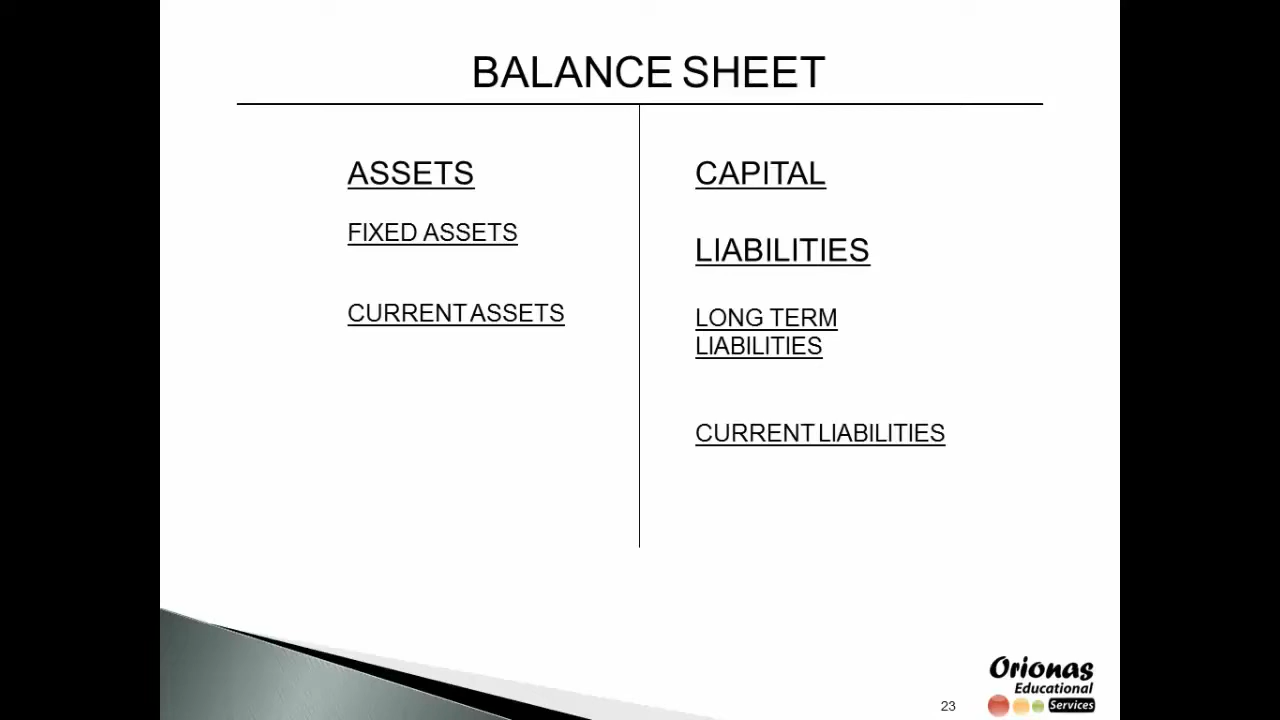 BALANCE SHEET
ASSETS
FIXED ASSETS
CURRENT ASSETS
CAPITAL
LIABILITIES
LONG TERM
LIABILITIES
CURRENT LIABILITIES
23
Orionas
Educational
Services